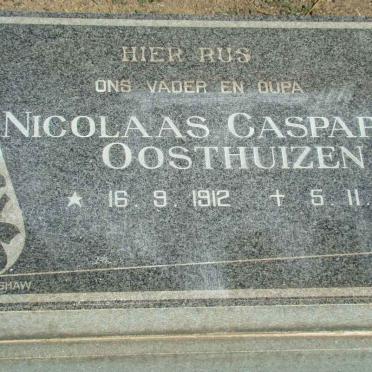 HIER RUS
ONS VADER EN OUPA
NICOLAAS CASPAR
OOSTHUIZEN
★ 16. 9. 1912 ✝ 5. 11.
SHAW